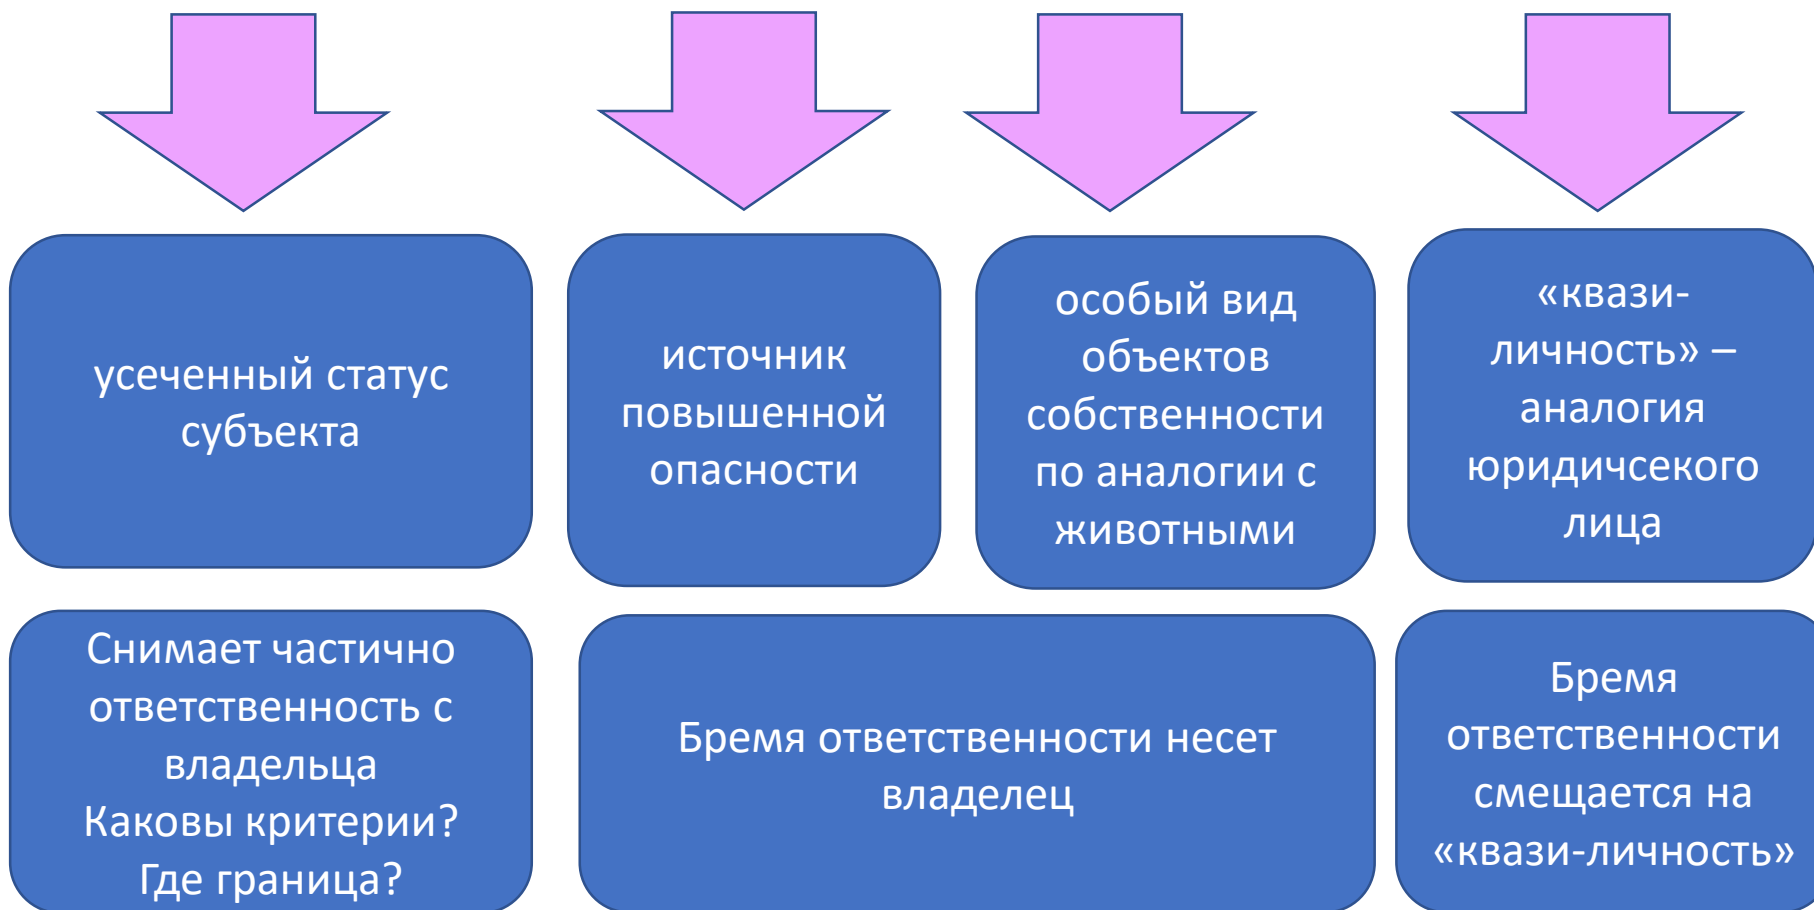 усеченный статус
субъекта
источник
повышенной
опасности
особый вид
объектов
собственности
по аналогии с
животными
«квази-
личность» –
аналогия
юридичсекого
лица
Снимает частично
ответственность с
владельца
Каковы критерии?
Где граница?
Бремя ответственности несет
владелец
Бремя
ответственности
смещается на
«квази-личность»